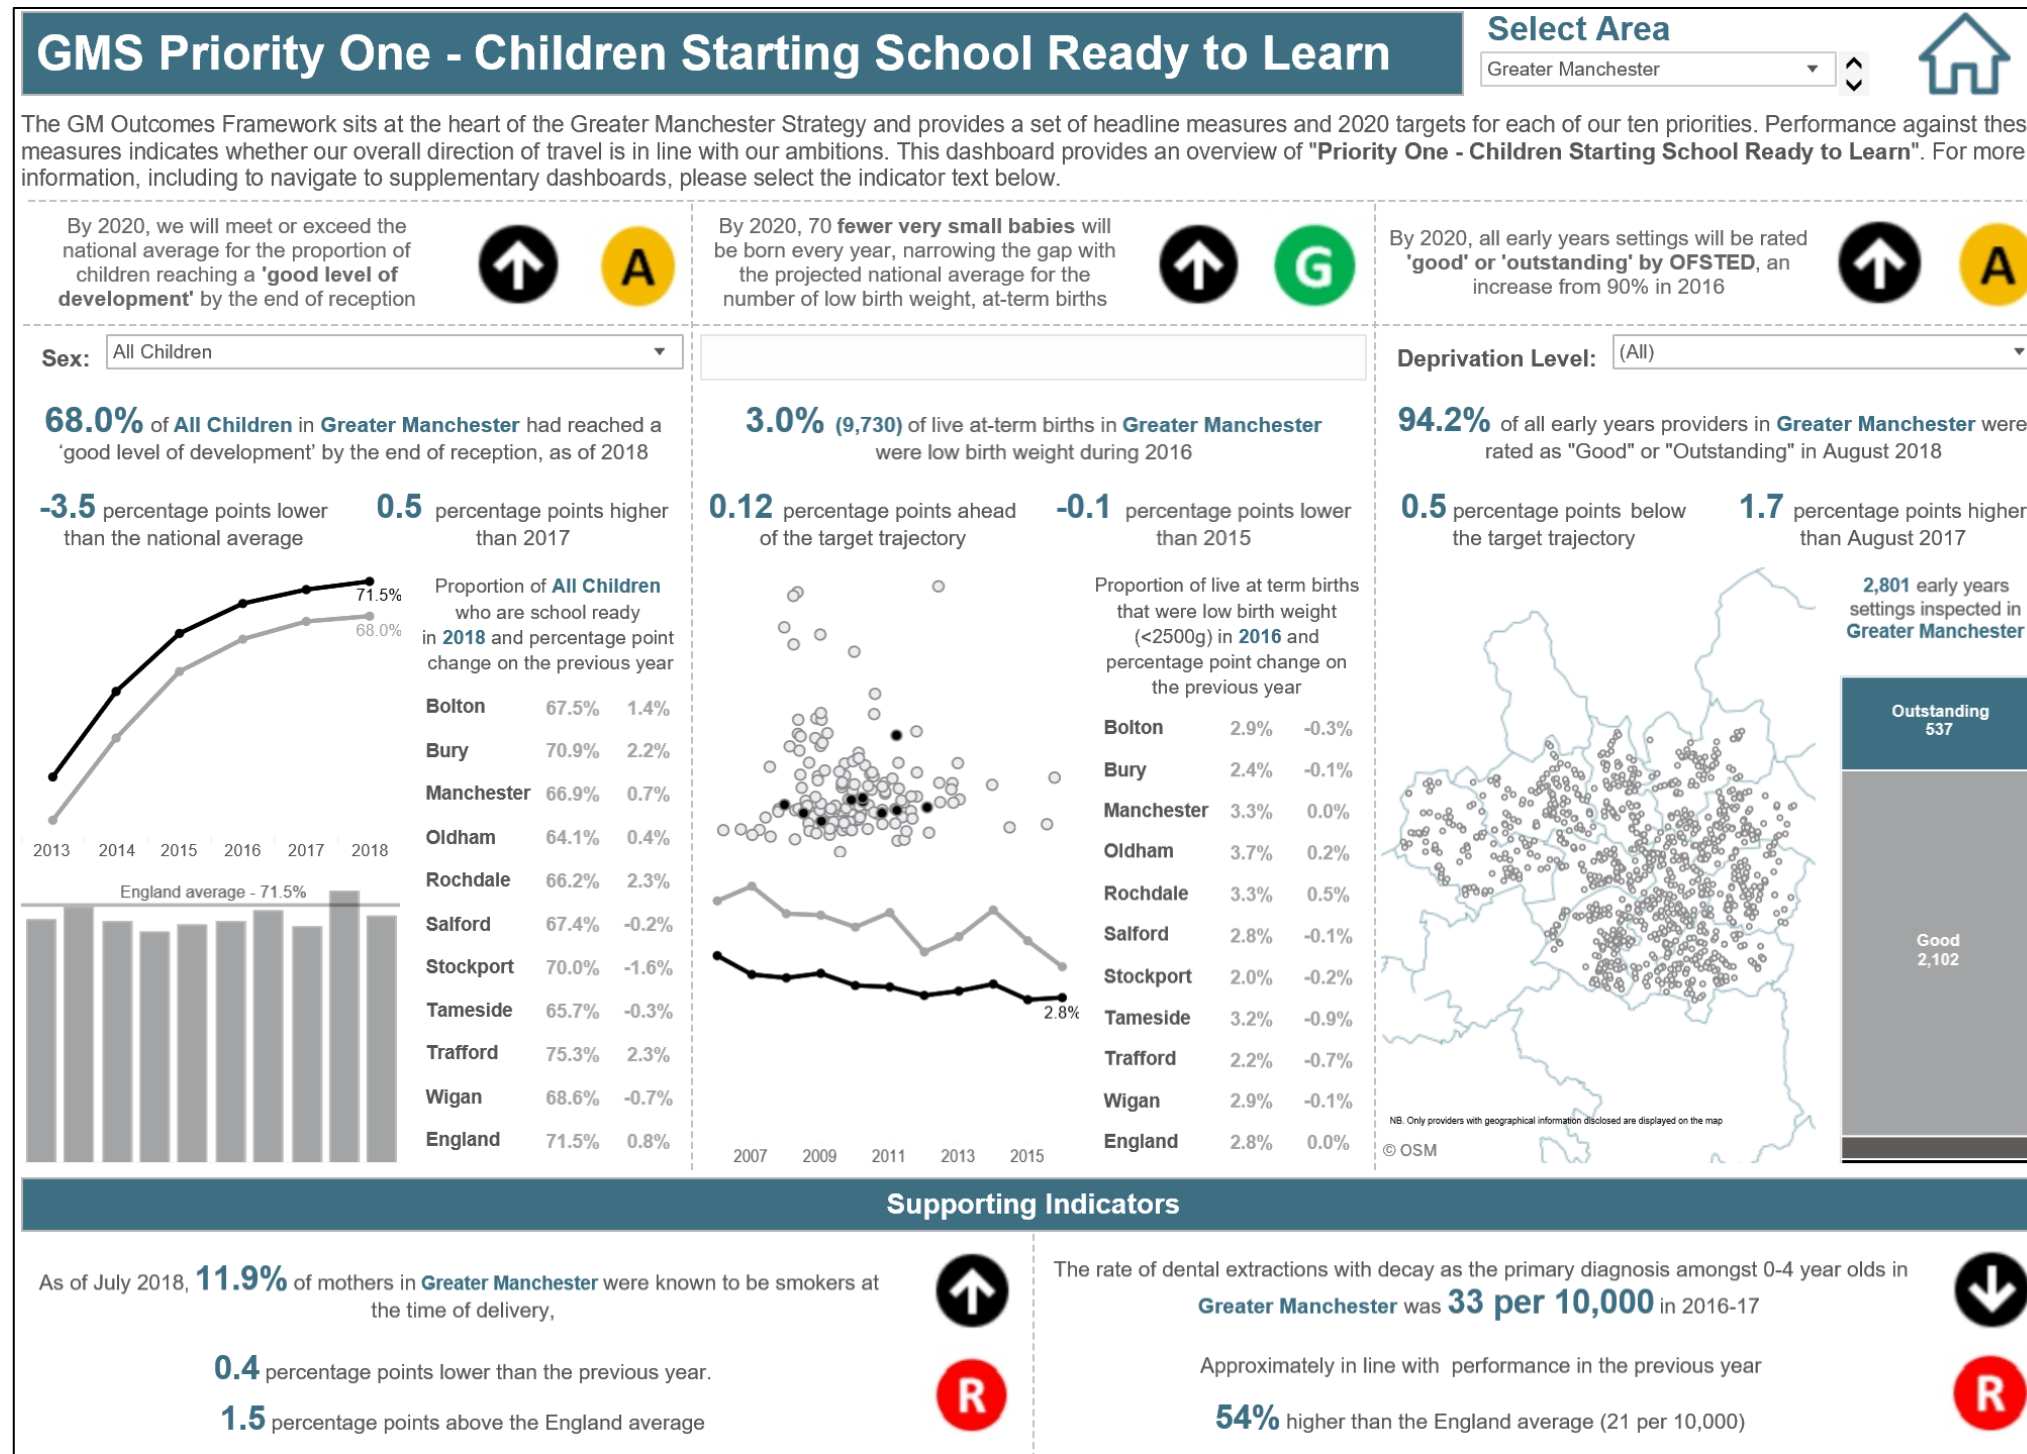 GMS Priority One - Children Starting School Ready to Learn
Select Area
Greater Manchester
The GM Outcomes Framework sits at the heart of the Greater Manchester Strategy and provides a set of headline measures and 2020 targets for each of our ten priorities. Performance against thes
measures indicates whether our overall direction of travel is in line with our ambitions. This dashboard provides an overview of "Priority One - Children Starting School Ready to Learn". For more
information, including to navigate to supplementary dashboards, please select the indicator text below.
By 2020, we will meet or exceed the
national average for the proportion of
children reaching a 'good level of
development' by the end of reception
A
By 2020, 70 fewer very small babies will
be born every year, narrowing the gap with
the projected national average for the
number of low birth weight, at-term births
G
By 2020, all early years settings will be rated
'good' or 'outstanding' by OFSTED, an
increase from 90% in 2016
A
Sex:
All Children
68.0% of All Children in Greater Manchester had reached a
‘good level of development’ by the end of reception, as of 2018
-3.5 percentage points lower
than the national average
0.5 percentage points higher
than 2017
71.5%
68.0%
2013 2014 2015 2016 2017 2018
England average - 71.5%
Proportion of All Children
who are school ready
in 2018 and percentage point
change on the previous year
Bolton 67.5% 1.4%
Bury 70.9% 2.2%
Manchester 66.9% 0.7%
Oldham 64.1% 0.4%
Rochdale 66.2% 2.3%
Salford 67.4% -0.2%
Stockport 70.0% -1.6%
Tameside 65.7% -0.3%
Trafford 75.3% 2.3%
Wigan 68.6% -0.7%
England 71.5% 0.8%
3.0% (9,730) of live at-term births in Greater Manchester
were low birth weight during 2016
0.12 percentage points ahead
of the target trajectory
-0.1 percentage points lower
than 2015
2.8%
2007 2009 2011 2013 2015
Proportion of live at term births
that were low birth weight
(<2500g) in 2016 and
percentage point change on
the previous year
Bolton 2.9% -0.3%
Bury 2.4% -0.1%
Manchester 3.3% 0.0%
Oldham 3.7% 0.2%
Rochdale 3.3% 0.5%
Salford 2.8% -0.1%
Stockport 2.0% -0.2%
Tameside 3.2% -0.9%
Trafford 2.2% -0.7%
Wigan 2.9% -0.1%
England 2.8% 0.0%
Deprivation Level:
(All)
94.2% of all early years providers in Greater Manchester were
rated as "Good" or "Outstanding" in August 2018
0.5 percentage points below
the target trajectory
1.7 percentage points higher
than August 2017
2,801 early years
settings inspected in
Greater Manchester
Outstanding
537
Good
2,102
NB. Only providers with geographical information disclosed are displayed on the map
© OSM
Supporting Indicators
As of July 2018, 11.9% of mothers in Greater Manchester were known to be smokers at
the time of delivery,
0.4 percentage points lower than the previous year.
1.5 percentage points above the England average
R
The rate of dental extractions with decay as the primary diagnosis amongst 0-4 year olds in
Greater Manchester was 33 per 10,000 in 2016-17
Approximately in line with performance in the previous year
54% higher than the England average (21 per 10,000)
R